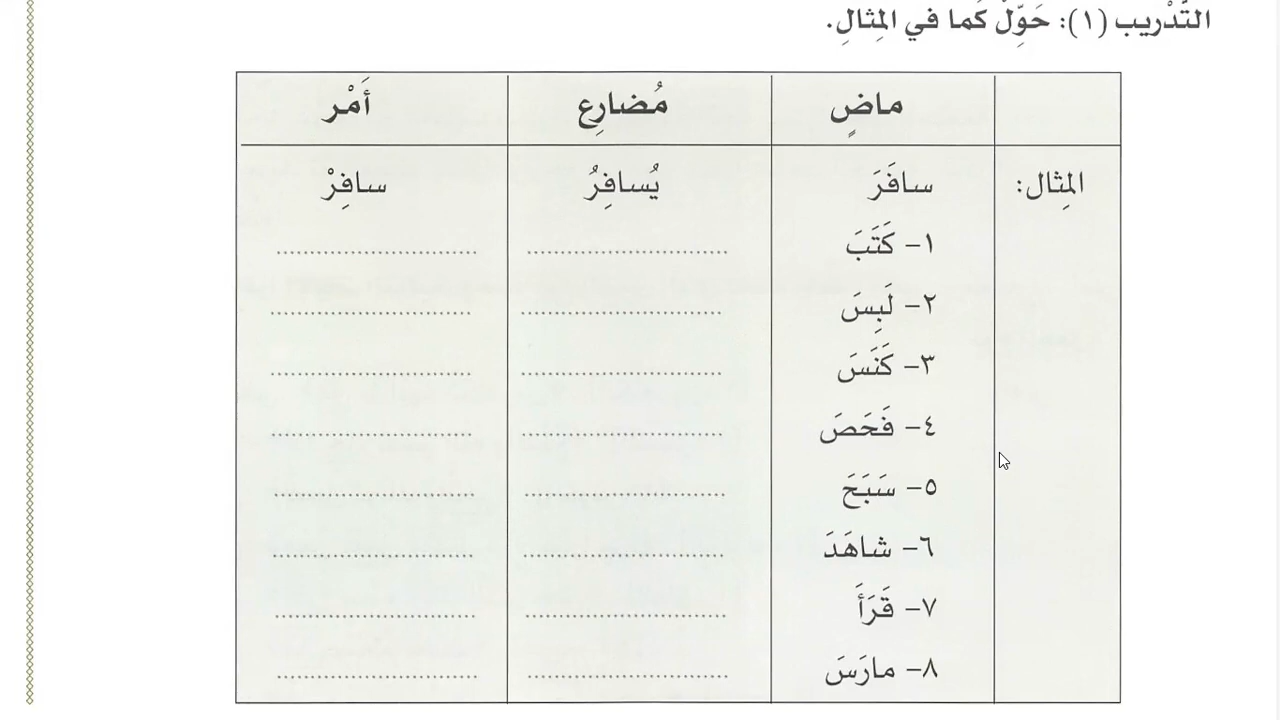 التَّدْريب (١): حَوِّلْ كَما في المِثالِ.
ماضٍ مُضارِع أَمْر
المِثال: سافَرَ يُسافِرُ سافِرْ
١- كَتَبَ ........................ ........................
٢- لَبِسَ ........................ ........................
٣- كَنَسَ ........................ ........................
٤- فَحَصَ ........................ ........................
٥- سَبَحَ ........................ ........................
٦- شاهَدَ ........................ ........................
٧- قَرَأَ ........................ ........................
٨- مارَسَ ........................ ........................